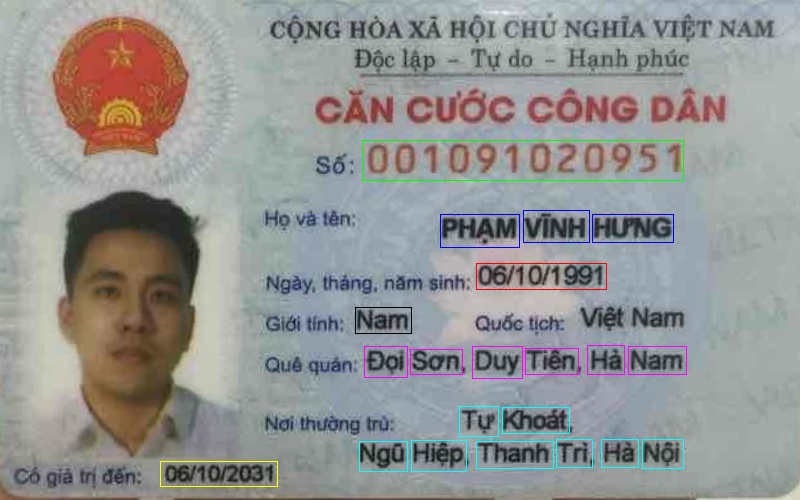 CỘNG HÒA XÃ HỘI CHỦ NGHĨA VIỆT NAM
Độc lập - Tự do - Hạnh phúc
CĂN CƯỚC CÔNG DÂN
Số: 001091020951
Họ và tên: PHẠM VĨNH HƯNG
Ngày, tháng, năm sinh: 06/10/1991
Giới tính: Nam Quốc tịch: Việt Nam
Quê quán: Đọi Sơn, Duy Tiên, Hà Nam
Nơi thường trú: Tự Khoát,
Ngũ Hiệp, Thanh Trì, Hà Nội
Có giá trị đến: 06/10/2031